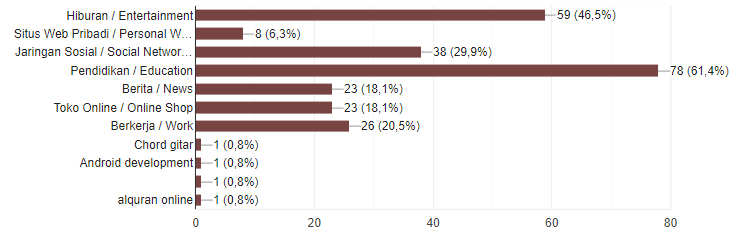 Hiburan / Entertainment 59 (46,5%)
Situs Web Pribadi / Personal W… 8 (6,3%)
Jaringan Sosial / Social Networ… 38 (29,9%)
Pendidikan / Education 78 (61,4%)
Berita / News 23 (18,1%)
Toko Online / Online Shop 23 (18,1%)
Berkerja / Work 26 (20,5%)
Chord gitar 1 (0,8%)
Android development 1 (0,8%)
1 (0,8%)
alquran online 1 (0,8%)
0 20 40 60 80